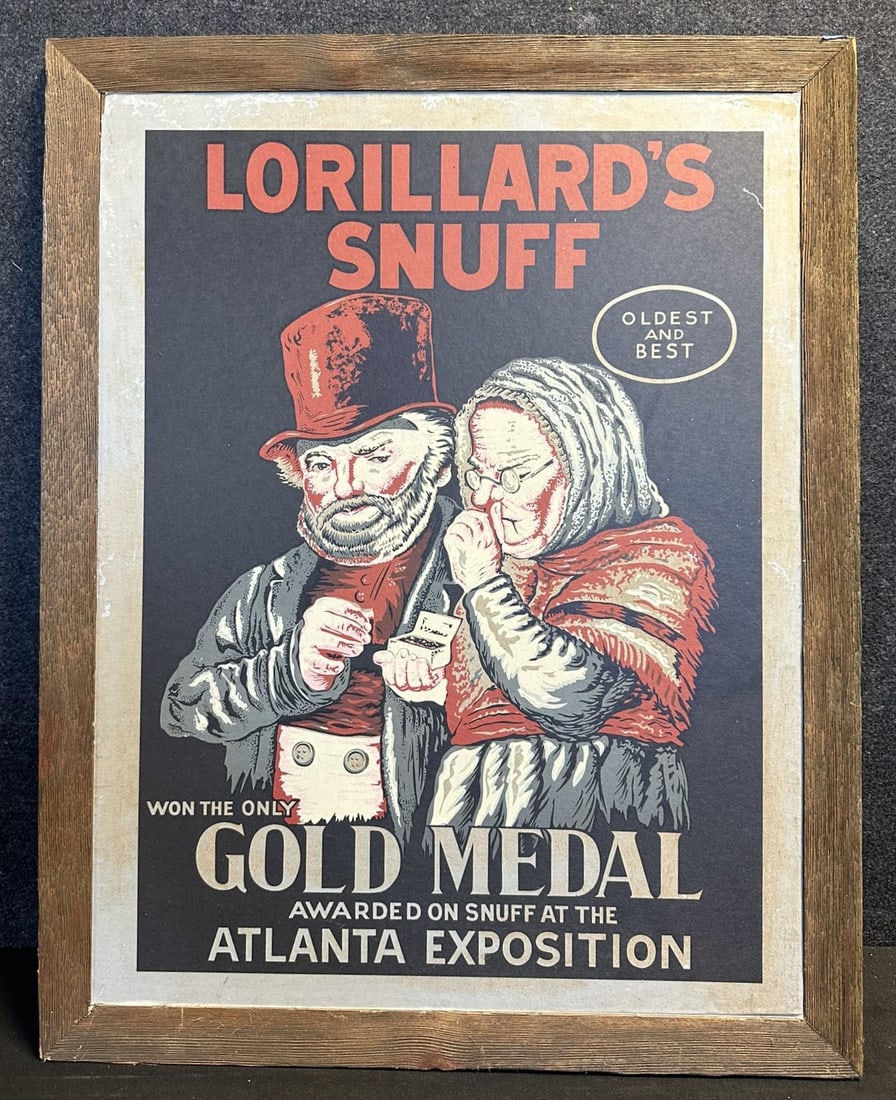 LORILLARD'S
SNUFF
OLDEST
AND
BEST
WON THE ONLY
GOLD MEDAL
AWARDED ON SNUFF AT THE
ATLANTA EXPOSITION